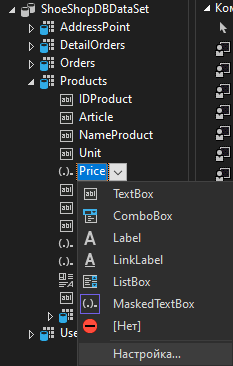 ShoeShopDBDataSet
Ко
AddressPoint
DetailOrders
Orders
Products
IDProduct
Article
NameProduct
Unit
Price
TextBox
ComboBox
Label
LinkLabel
ListBox
MaskedTextBox
[Нет]
Use
Настройка...